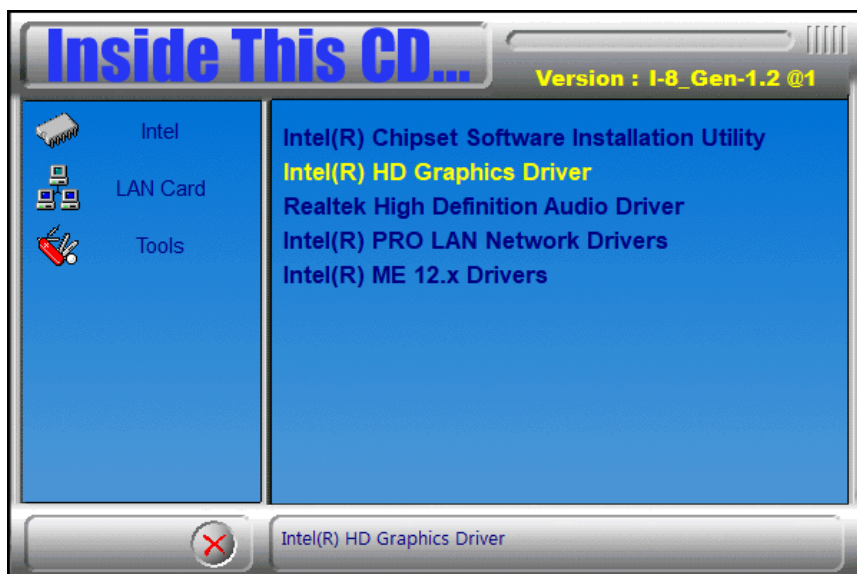 Inside This CD...
Version : I-8_Gen-1.2 @1
Intel
LAN Card
Tools
Intel(R) Chipset Software Installation Utility
Intel(R) HD Graphics Driver
Realtek High Definition Audio Driver
Intel(R) PRO LAN Network Drivers
Intel(R) ME 12.x Drivers
Intel(R) HD Graphics Driver